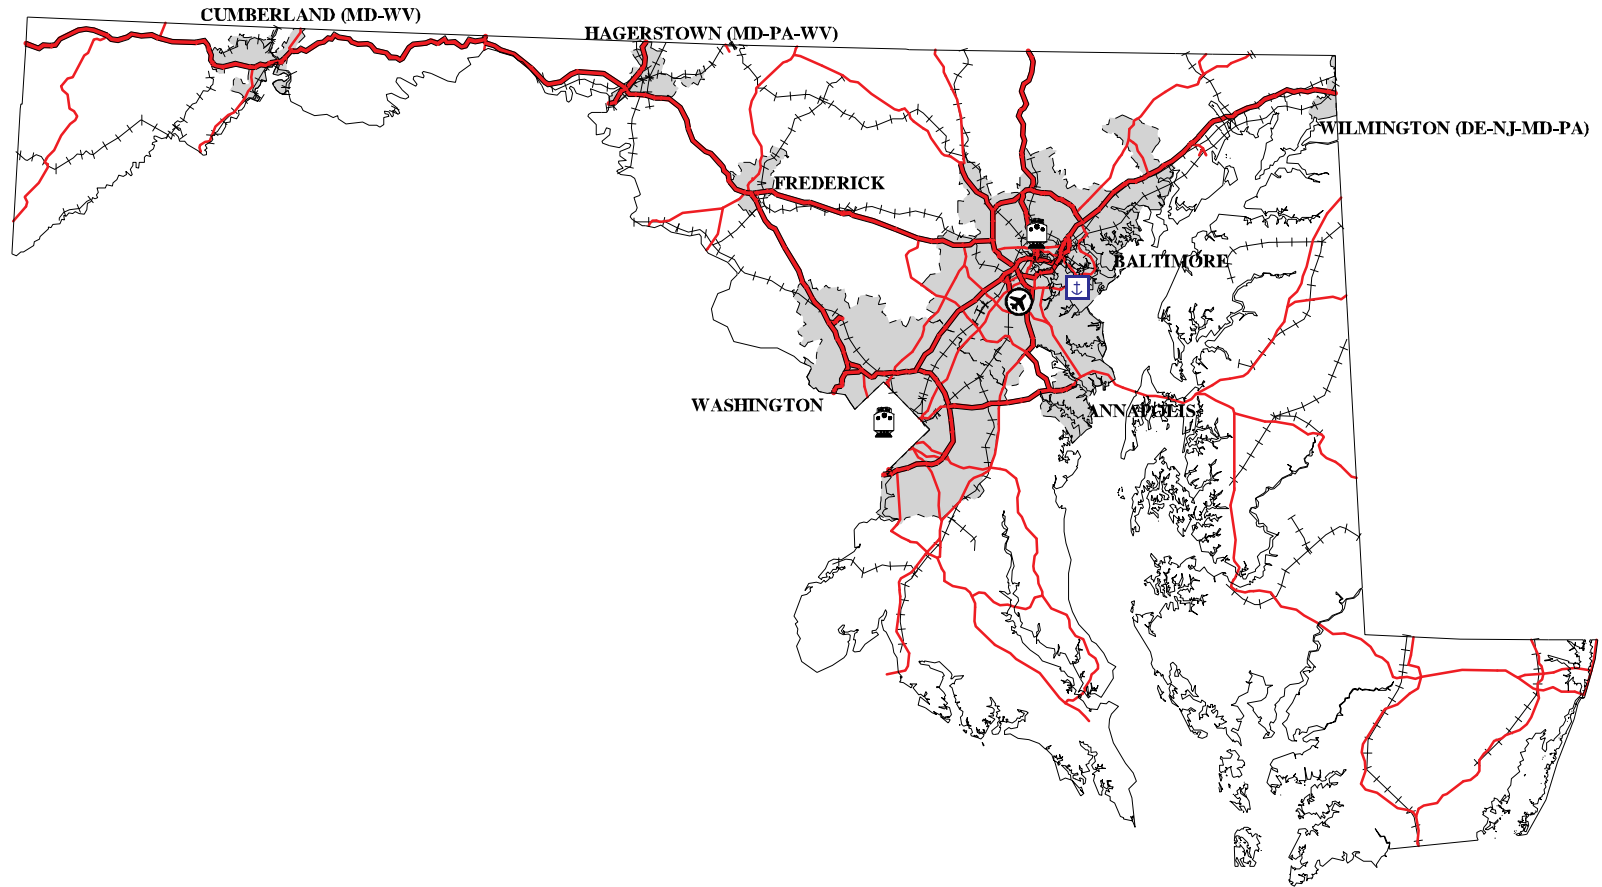 CUMBERLAND (MD-WV)
HAGERSTOWN (MD-PA-WV)
WILMINGTON (DE-NJ-MD-PA)
FREDERICK
BALTIMORE
WASHINGTON
ANNAPOLIS